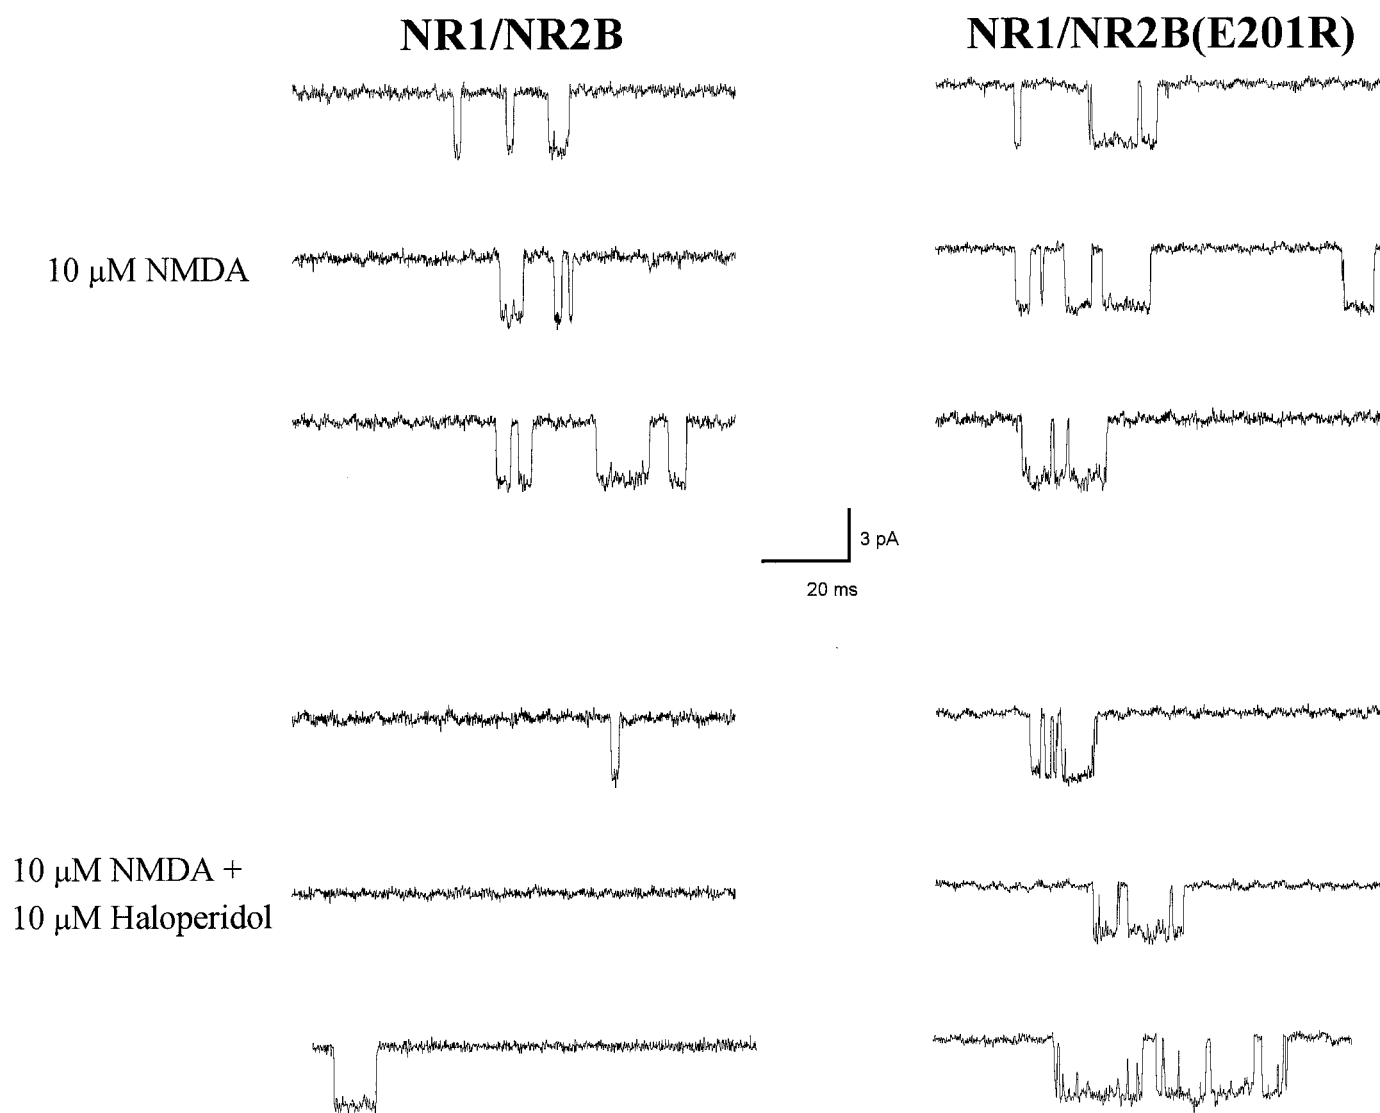 NR1/NR2B
NR1/NR2B(E201R)
10 μM NMDA
3 pA
20 ms
10 μM NMDA +
10 μM Haloperidol